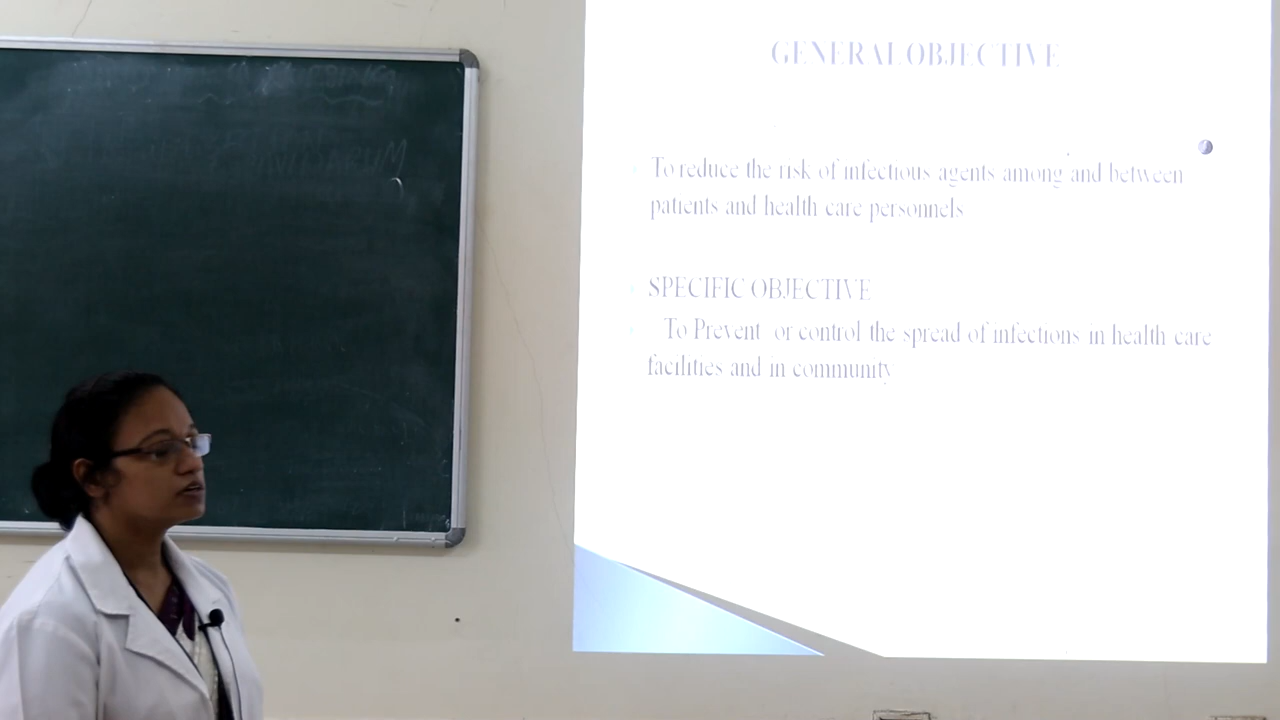 GENERAL OBJECTIVE
To reduce the risk of infectious agents among and between
patients and health care personnels
SPECIFIC OBJECTIVE
To Prevent or control the spread of infections in health care
facilities and in community